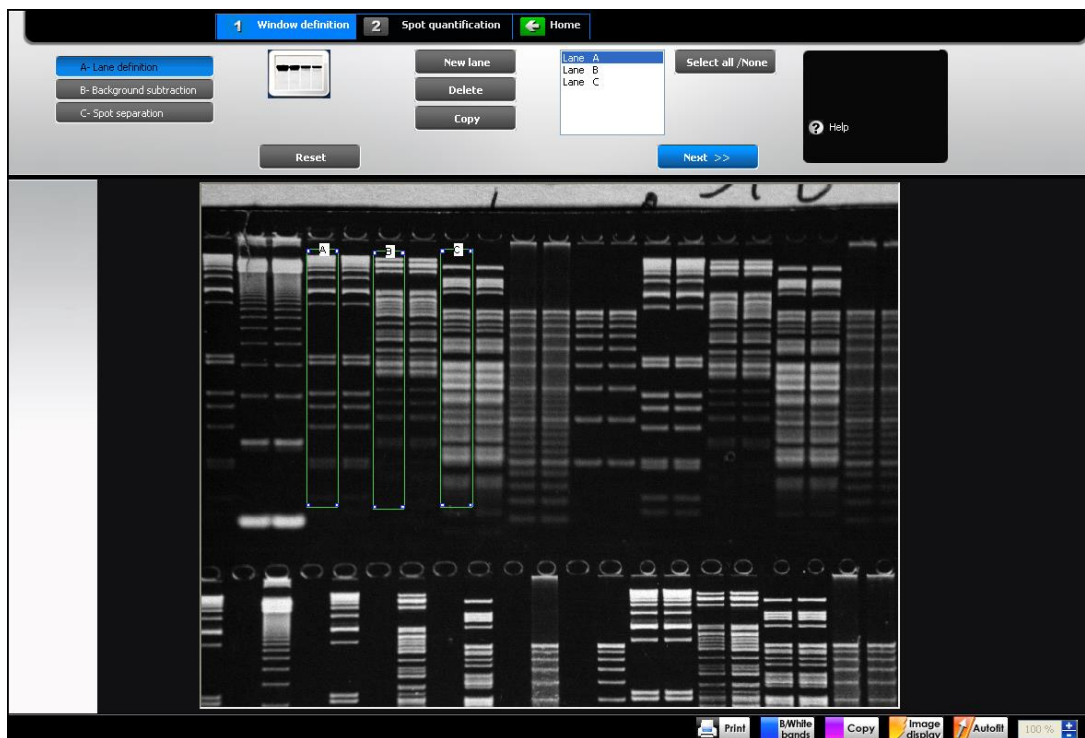 1 Window definition 2 Spot quantification Home
A- Lane definition
B- Background subtraction
C- Spot separation
New lane
Delete
Copy
Lane A
Lane B
Lane C
Select all /None
Help
Reset
Next >>
A
B
C
Print
B/White bands
Copy
Image display
Autofit
100 %